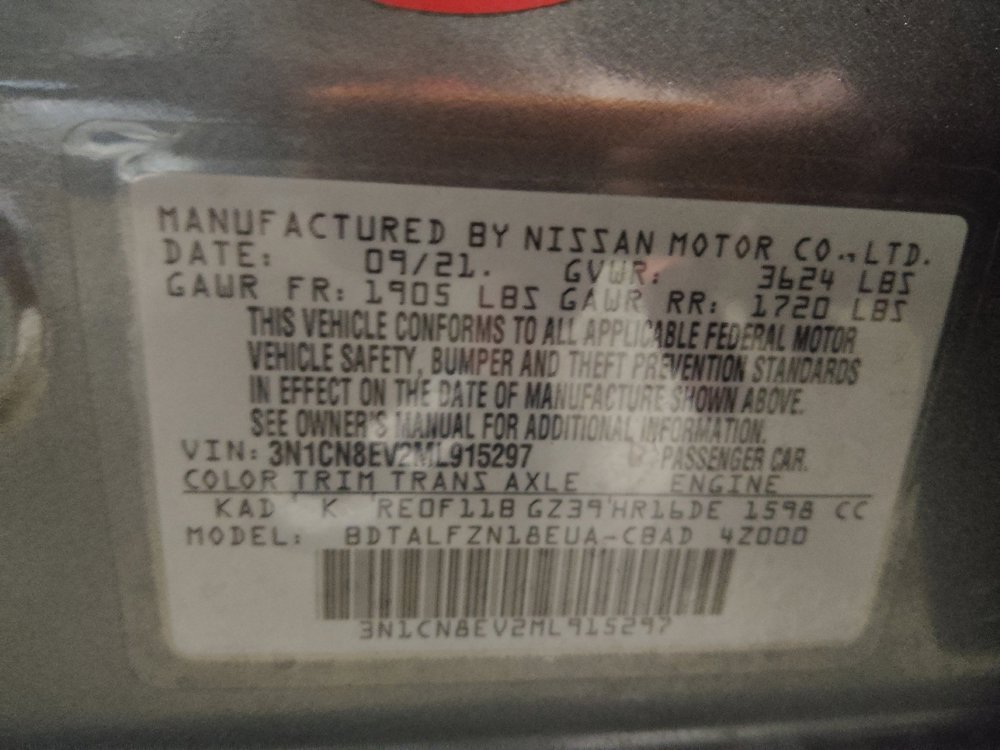 MANUFACTURED BY NISSAN MOTOR CO., LTD.
DATE: 09/21. GVWR: 3624 LBS
GAWR FR: 1905 LBS GAWR RR: 1720 LBS
THIS VEHICLE CONFORMS TO ALL APPLICABLE FEDERAL MOTOR
VEHICLE SAFETY, BUMPER AND THEFT PREVENTION STANDARDS
IN EFFECT ON THE DATE OF MANUFACTURE SHOWN ABOVE.
SEE OWNER'S MANUAL FOR ADDITIONAL INFORMATION.
VIN: 3N1CN8EV2ML915297 PASSENGER CAR.
COLOR TRIM TRANS AXLE ENGINE
KAD K RE0F11B GZ39 HR16DE 1598 CC
MODEL: BDTALFZN18EUA-CBAD 4Z000
3N1CN8EV2ML915297